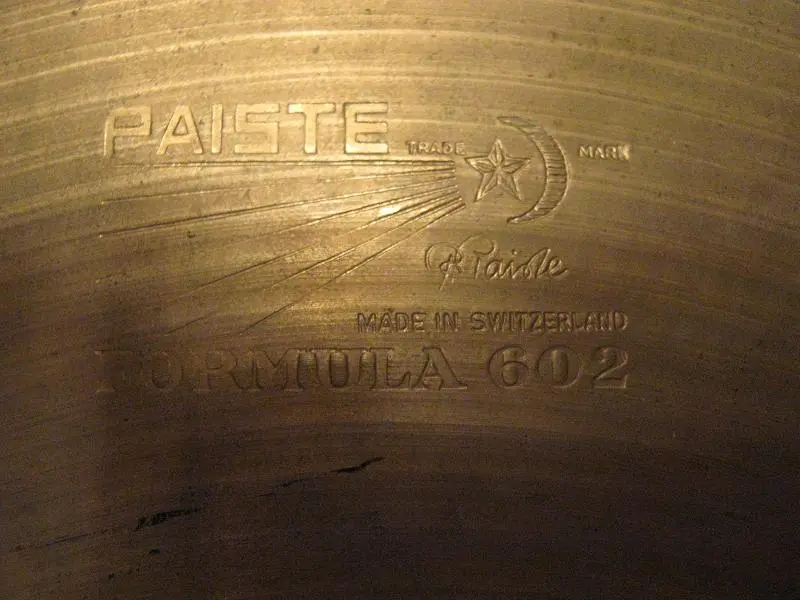 PAISTE
TRADE MARK
R Paiste
MADE IN SWITZERLAND
FORMULA 602